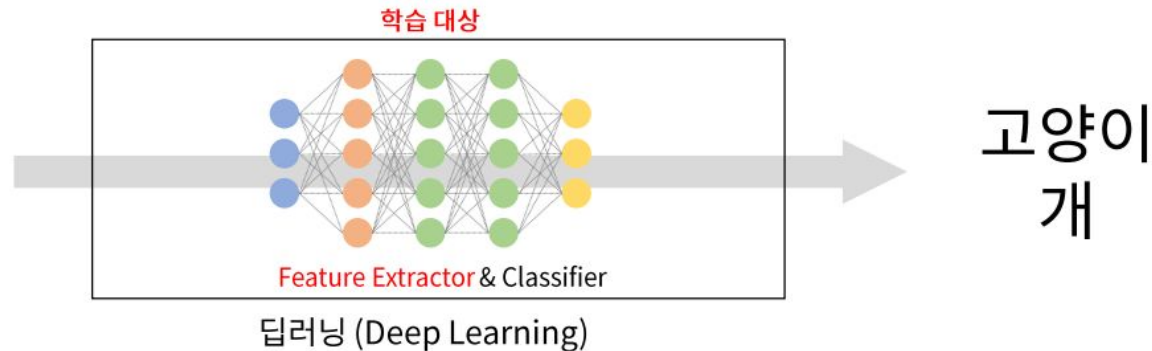 학습 대상
Feature Extractor & Classifier
딥러닝 (Deep Learning)
고양이
개